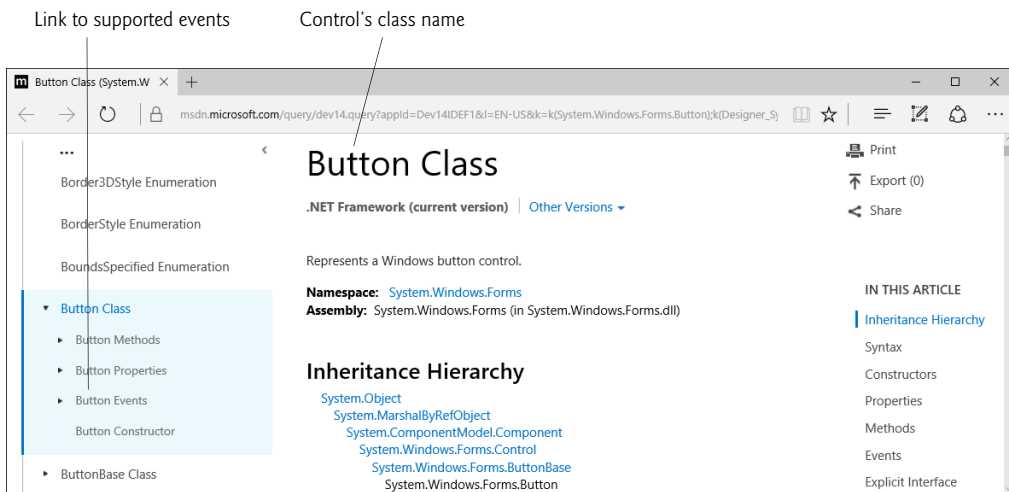 Link to supported events
Control's class name
Button Class (System.W
msdn.microsoft.com/query/dev14.query?appId=Dev14IDEF1&l=EN-US&k=k(System.Windows.Forms.Button);k(Designer_Sy
...
Border3DStyle Enumeration
BorderStyle Enumeration
BoundsSpecified Enumeration
Button Class
Button Methods
Button Properties
Button Events
Button Constructor
ButtonBase Class
Button Class
.NET Framework (current version) Other Versions
Represents a Windows button control.
Namespace: System.Windows.Forms
Assembly: System.Windows.Forms (in System.Windows.Forms.dll)
Inheritance Hierarchy
System.Object
System.MarshalByRefObject
System.ComponentModel.Component
System.Windows.Forms.Control
System.Windows.Forms.ButtonBase
System.Windows.Forms.Button
Print
Export (0)
Share
IN THIS ARTICLE
Inheritance Hierarchy
Syntax
Constructors
Properties
Methods
Events
Explicit Interface